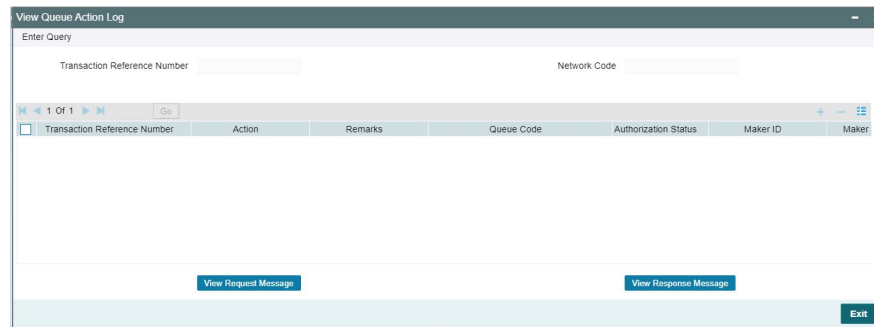 View Queue Action Log
Enter Query
Transaction Reference Number Network Code
1 Of 1 Go
Transaction Reference Number Action Remarks Queue Code Authorization Status Maker ID Maker
View Request Message View Response Message
Exit